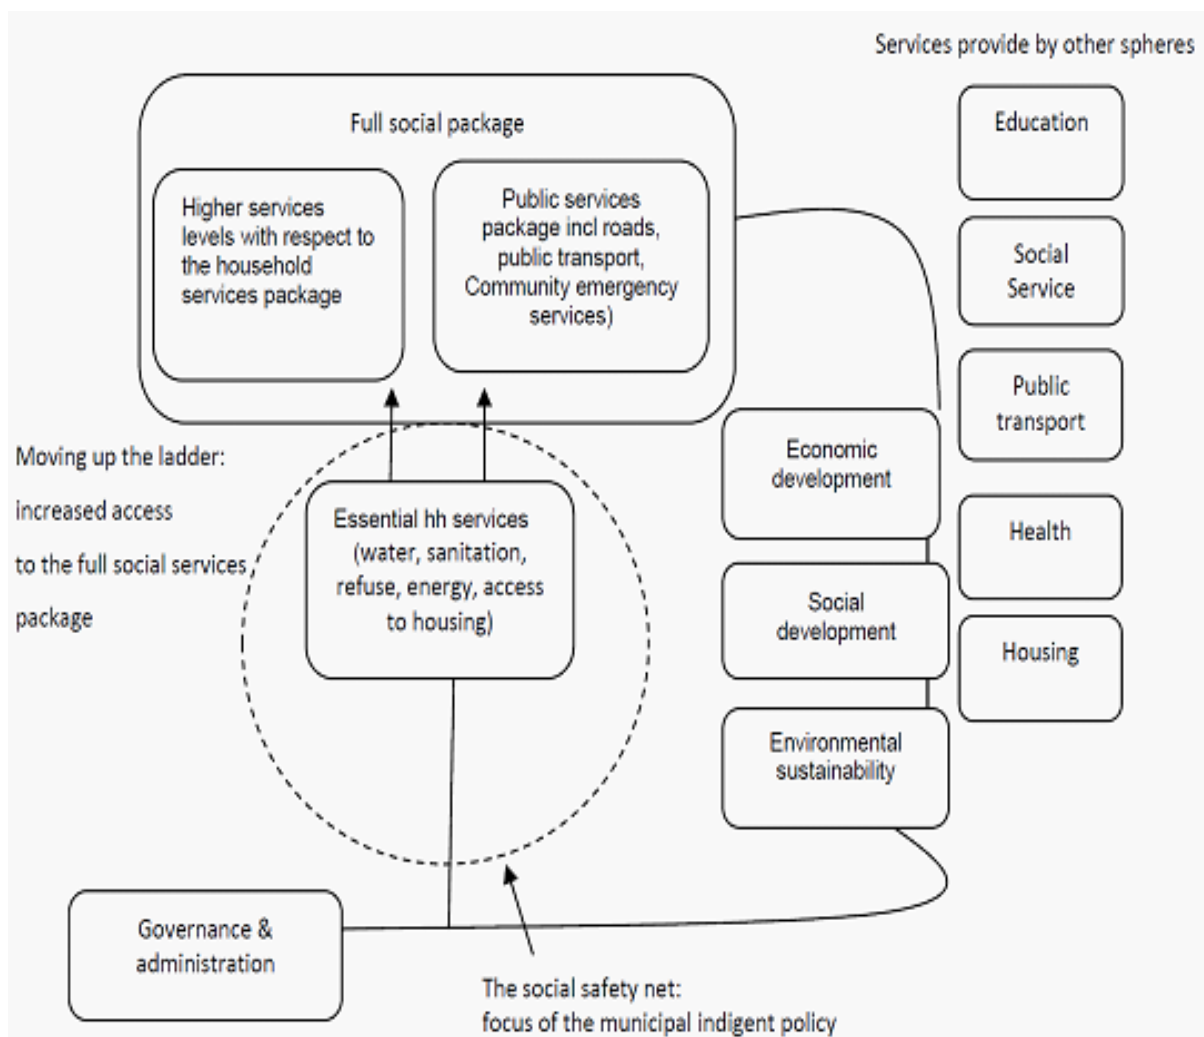 Services provide by other spheres
Full social package
Higher services
levels with respect to
the household
services package
Public services
package incl roads,
public transport,
Community emergency
services)
Education
Social
Service
Public
transport
Health
Housing
Moving up the ladder:
increased access
to the full social services
package
Essential hh services
(water, sanitation,
refuse, energy, access
to housing)
Economic
development
Social
development
Environmental
sustainability
Governance &
administration
The social safety net:
focus of the municipal indigent policy